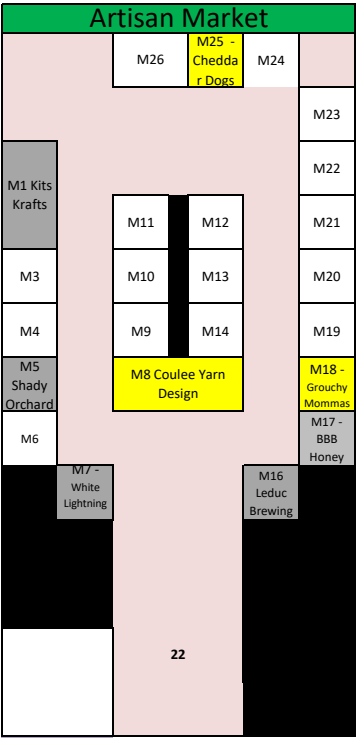 Artisan Market
M26
M25 -
Chedda
r Dogs
M24
M23
M1 Kits
Krafts
M22
M11
M12
M21
M3
M10
M13
M20
M4
M9
M14
M19
M5
Shady
Orchard
M8 Coulee Yarn
Design
M18 -
Grouchy
Mommas
M6
M17 -
BBB
Honey
M7 -
White
Lightning
M16
Leduc
Brewing
22